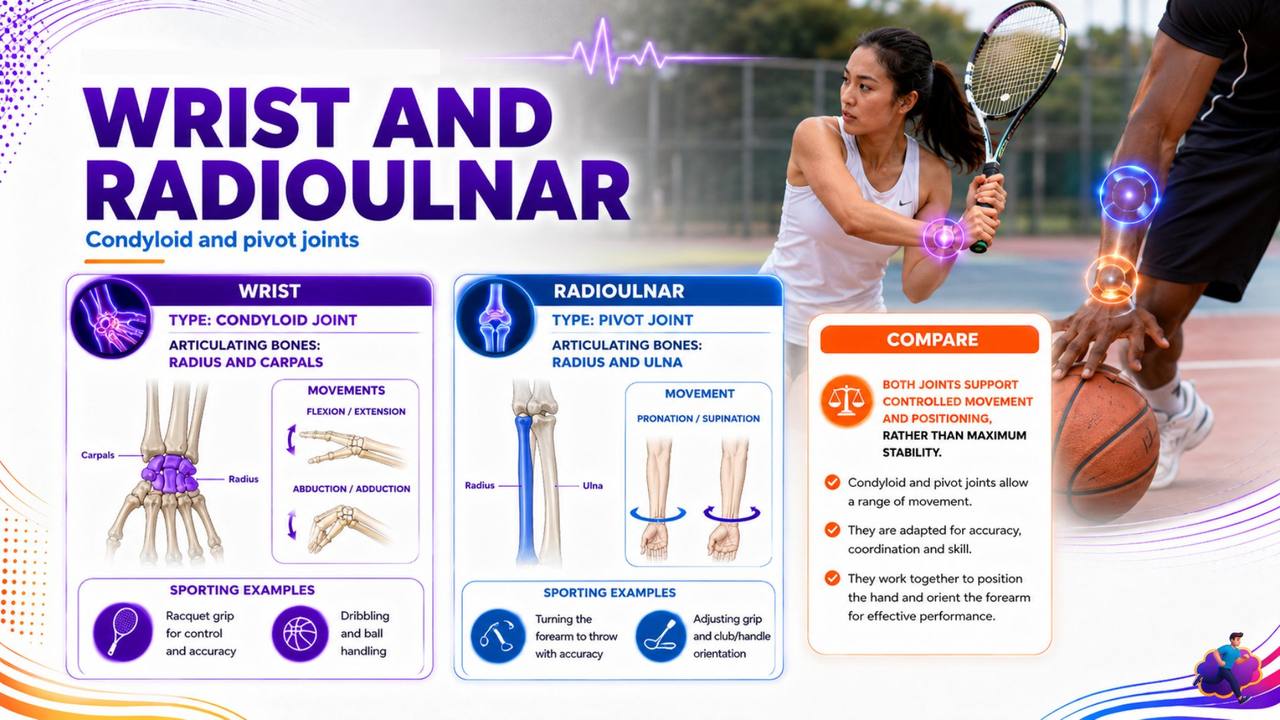 WRIST AND
RADIOULNAR
Condyloid and pivot joints
WRIST
TYPE: CONDYLOID JOINT
ARTICULATING BONES:
RADIUS AND CARPALS
Carpals
Radius
MOVEMENTS
FLEXION / EXTENSION
ABDUCTION / ADDUCTION
SPORTING EXAMPLES
Racquet grip
for control
and accuracy
Dribbling
and ball
handling
RADIOULNAR
TYPE: PIVOT JOINT
ARTICULATING BONES:
RADIUS AND ULNA
Radius
Ulna
MOVEMENT
PRONATION / SUPINATION
SPORTING EXAMPLES
Turning the
forearm to throw
with accuracy
Adjusting grip
and club/handle
orientation
COMPARE
BOTH JOINTS SUPPORT
CONTROLLED MOVEMENT
AND POSITIONING,
RATHER THAN MAXIMUM
STABILITY.
Condyloid and pivot joints allow
a range of movement.
They are adapted for accuracy,
coordination and skill.
They work together to position
the hand and orient the forearm
for effective performance.